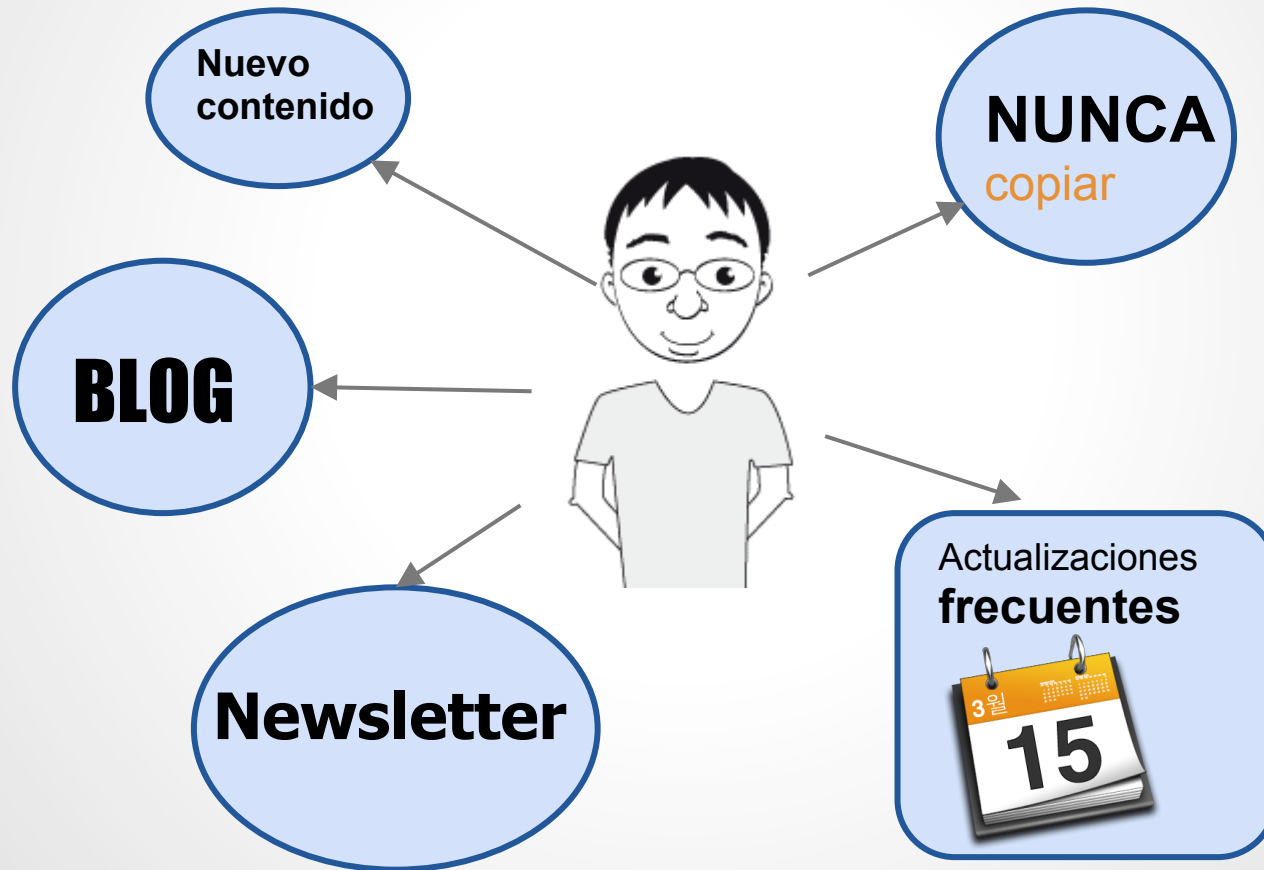 Nuevo
contenido
NUNCA
copiar
BLOG
Newsletter
Actualizaciones
frecuentes
3월
15